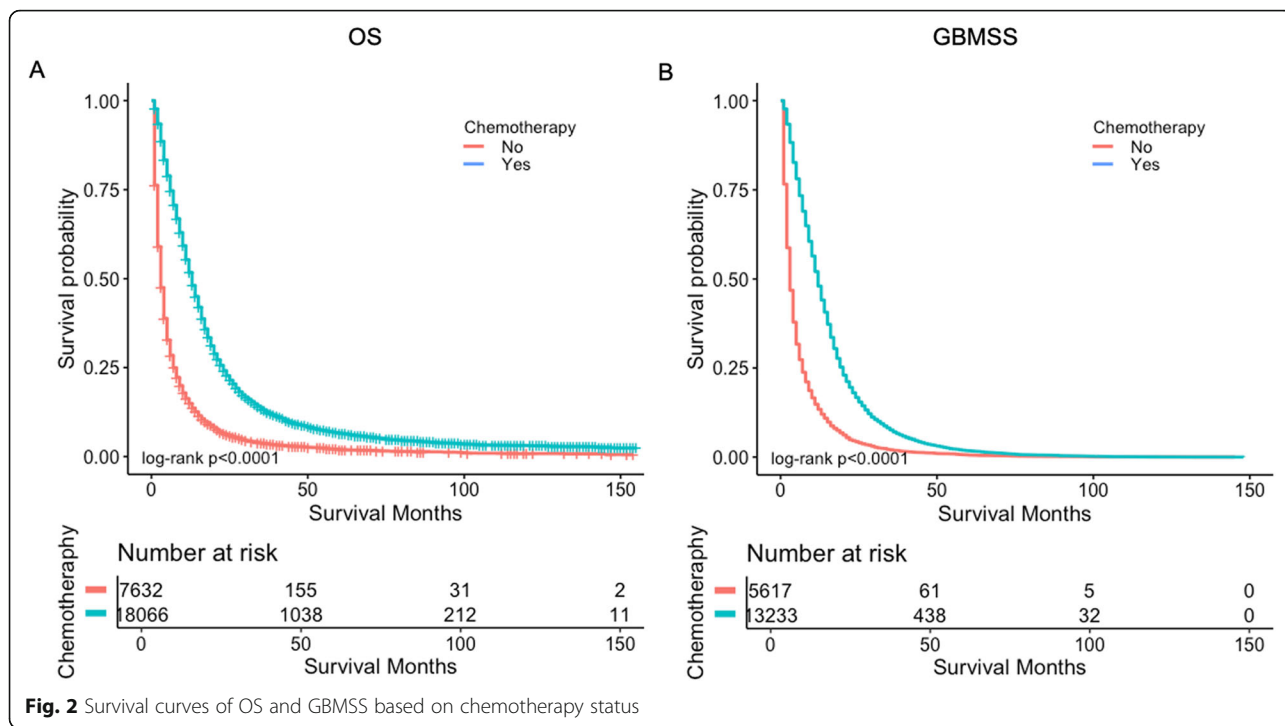 OS
A
1.00
0.75
0.50
0.25
0.00
Survival probability
Chemotherapy
No
Yes
log-rank p<0.0001
0 50 100 150
Survival Months
Number at risk
Chemotheraphy
7632 155 31 2
18066 1038 212 11
0 50 100 150
Survival Months
GBMSS
B
1.00
0.75
0.50
0.25
0.00
Survival probability
Chemotherapy
No
Yes
log-rank p<0.0001
0 50 100 150
Survival Months
Number at risk
Chemotheraphy
5617 61 5 0
13233 438 32 0
0 50 100 150
Survival Months
Fig. 2 Survival curves of OS and GBMSS based on chemotherapy status